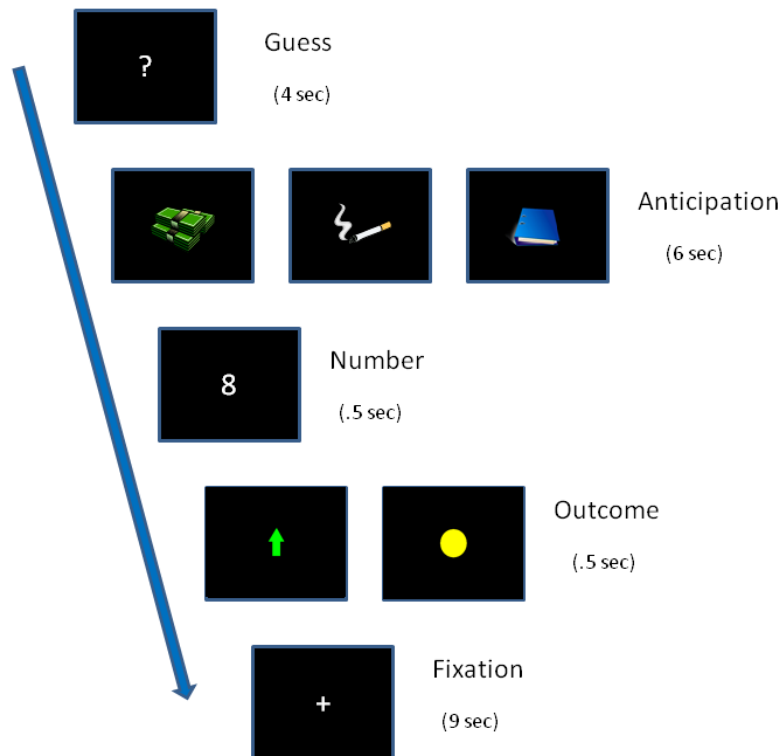 ?
Guess
(4 sec)
Anticipation
(6 sec)
8
Number
(.5 sec)
Outcome
(.5 sec)
+
Fixation
(9 sec)